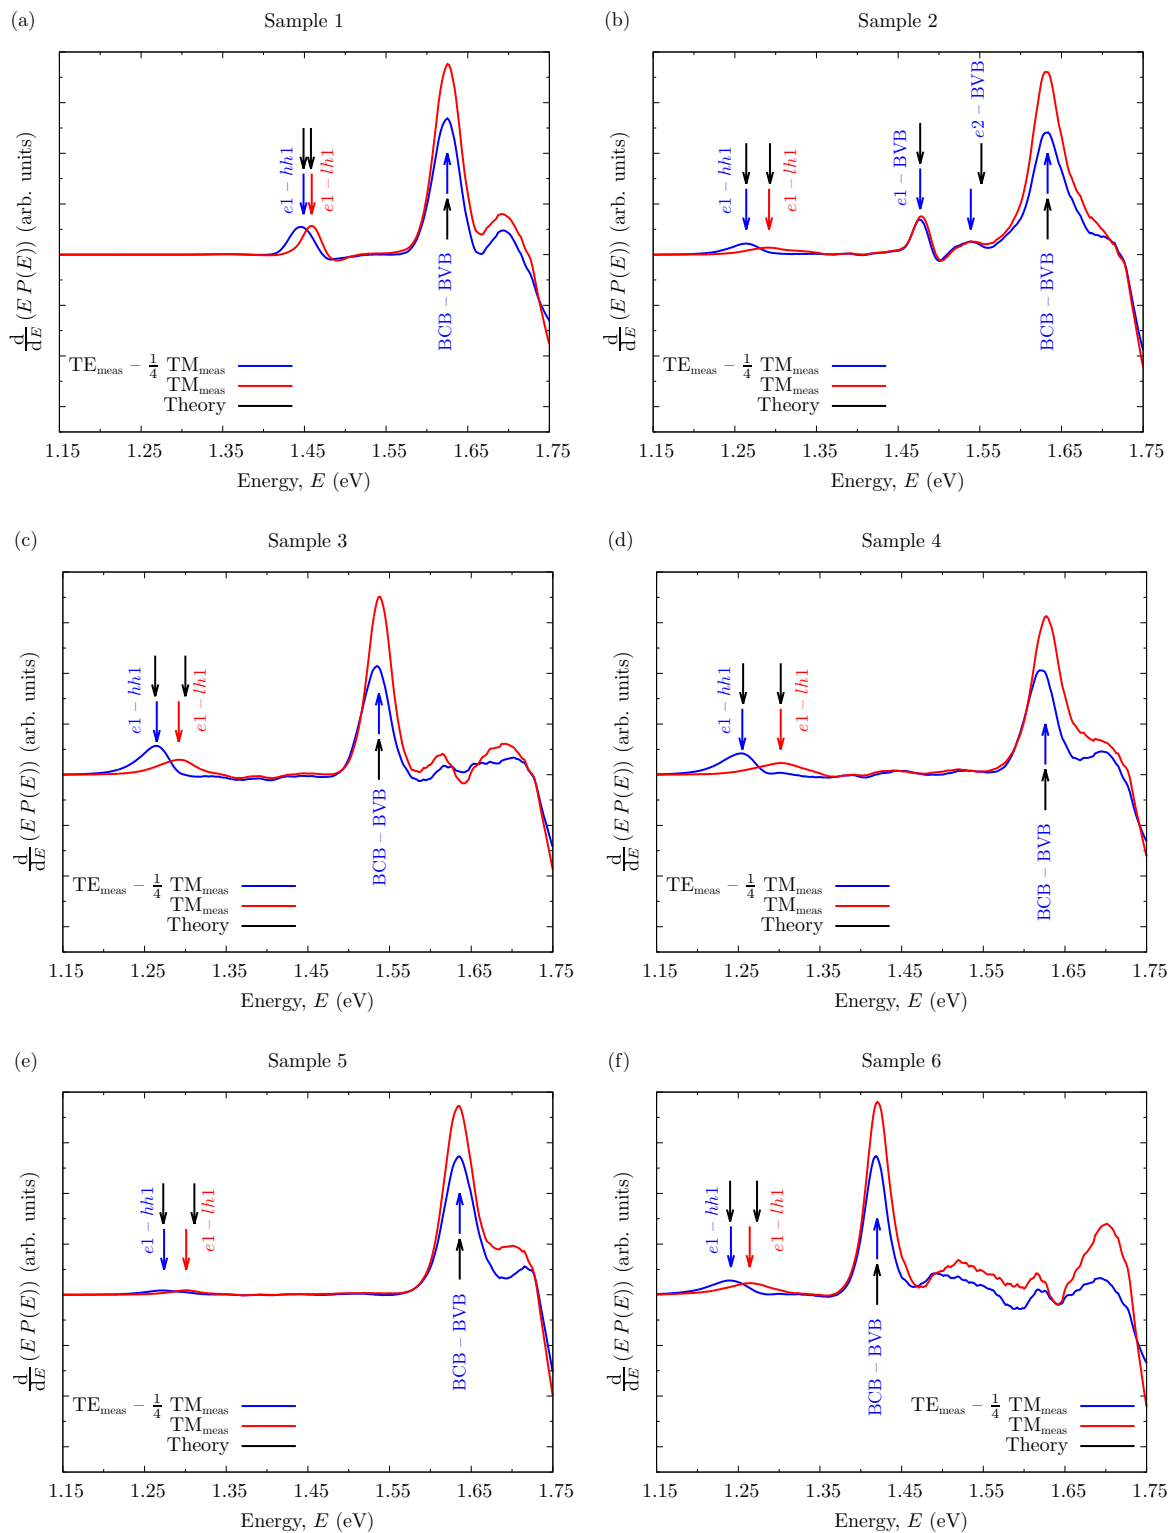 (a) Sample 1
d/dE (E P(E)) (arb. units)
e1 – hh1
e1 – lh1
BCB – BVB
TEmeas – 1/4 TMmeas
TMmeas
Theory
1.15 1.25 1.35 1.45 1.55 1.65 1.75
Energy, E (eV)
(b) Sample 2
d/dE (E P(E)) (arb. units)
e1 – hh1
e1 – lh1
e1 – BVB
e2 – BVB
BCB – BVB
TEmeas – 1/4 TMmeas
TMmeas
Theory
1.15 1.25 1.35 1.45 1.55 1.65 1.75
Energy, E (eV)
(c) Sample 3
d/dE (E P(E)) (arb. units)
e1 – hh1
e1 – lh1
BCB – BVB
TEmeas – 1/4 TMmeas
TMmeas
Theory
1.15 1.25 1.35 1.45 1.55 1.65 1.75
Energy, E (eV)
(d) Sample 4
d/dE (E P(E)) (arb. units)
e1 – hh1
e1 – lh1
BCB – BVB
TEmeas – 1/4 TMmeas
TMmeas
Theory
1.15 1.25 1.35 1.45 1.55 1.65 1.75
Energy, E (eV)
(e) Sample 5
d/dE (E P(E)) (arb. units)
e1 – hh1
e1 – lh1
BCB – BVB
TEmeas – 1/4 TMmeas
TMmeas
Theory
1.15 1.25 1.35 1.45 1.55 1.65 1.75
Energy, E (eV)
(f) Sample 6
d/dE (E P(E)) (arb. units)
e1 – hh1
e1 – lh1
BCB – BVB
TEmeas – 1/4 TMmeas
TMmeas
Theory
1.15 1.25 1.35 1.45 1.55 1.65 1.75
Energy, E (eV)